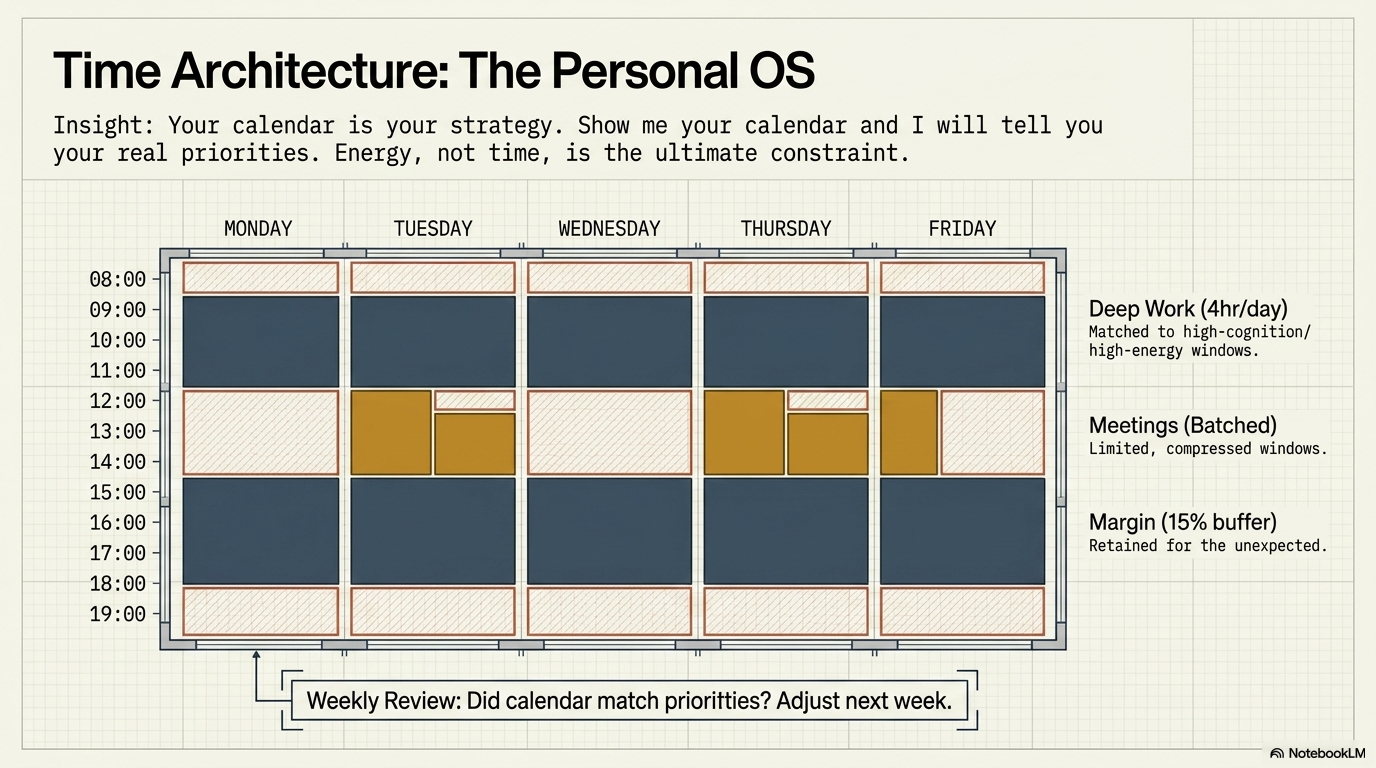 Time Architecture: The Personal OS
Insight: Your calendar is your strategy. Show me your calendar and I will tell you
your real priorities. Energy, not time, is the ultimate constraint.
MONDAY TUESDAY WEDNESDAY THURSDAY FRIDAY
08:00
09:00
10:00
11:00
12:00
13:00
14:00
15:00
16:00
17:00
18:00
19:00
Deep Work (4hr/day)
Matched to high-cognition/
high-energy windows.
Meetings (Batched)
Limited, compressed windows.
Margin (15% buffer)
Retained for the unexpected.
Weekly Review: Did calendar match prioritties? Adjust next week.
NotebookLM